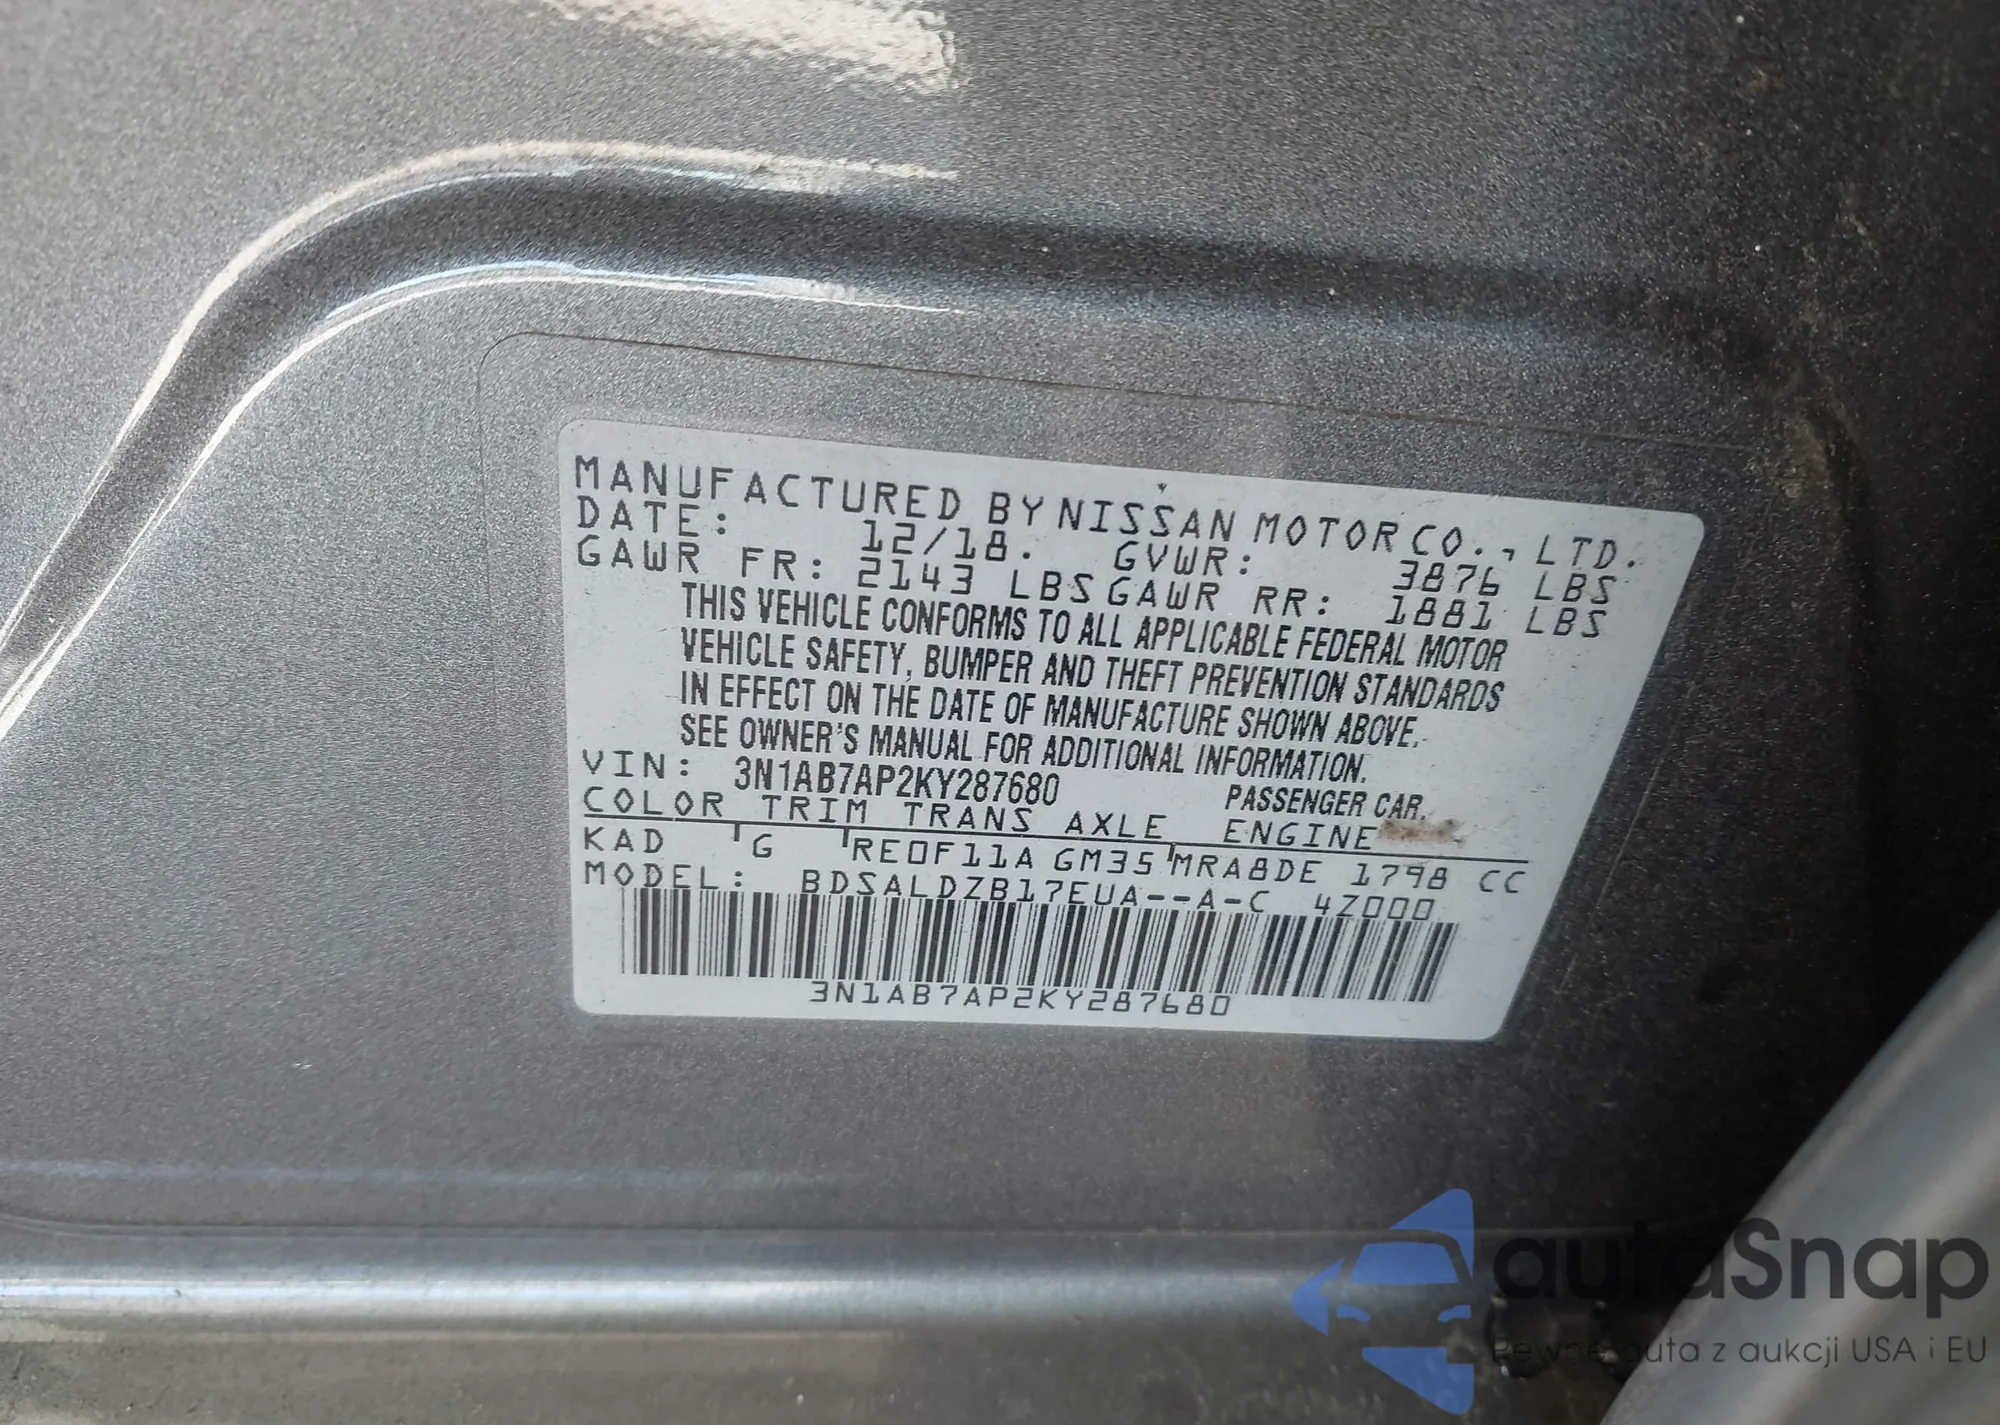 MANUFACTURED BY NISSAN MOTOR CO., LTD.
DATE: 12/18. GVWR: 3876 LBS
GAWR FR: 2143 LBS GAWR RR: 1881 LBS
THIS VEHICLE CONFORMS TO ALL APPLICABLE FEDERAL MOTOR
VEHICLE SAFETY, BUMPER AND THEFT PREVENTION STANDARDS
IN EFFECT ON THE DATE OF MANUFACTURE SHOWN ABOVE.
SEE OWNER'S MANUAL FOR ADDITIONAL INFORMATION.
VIN: 3N1AB7AP2KY287680 PASSENGER CAR.
COLOR TRIM TRANS AXLE ENGINE
KAD G RE0F11A GM35 MRA8DE 1798 CC
MODEL: BDSALDZB17EUA--A-C 4Z000
3N1AB7AP2KY287680
autoSnap
Pewne auta z aukcji USA i EU